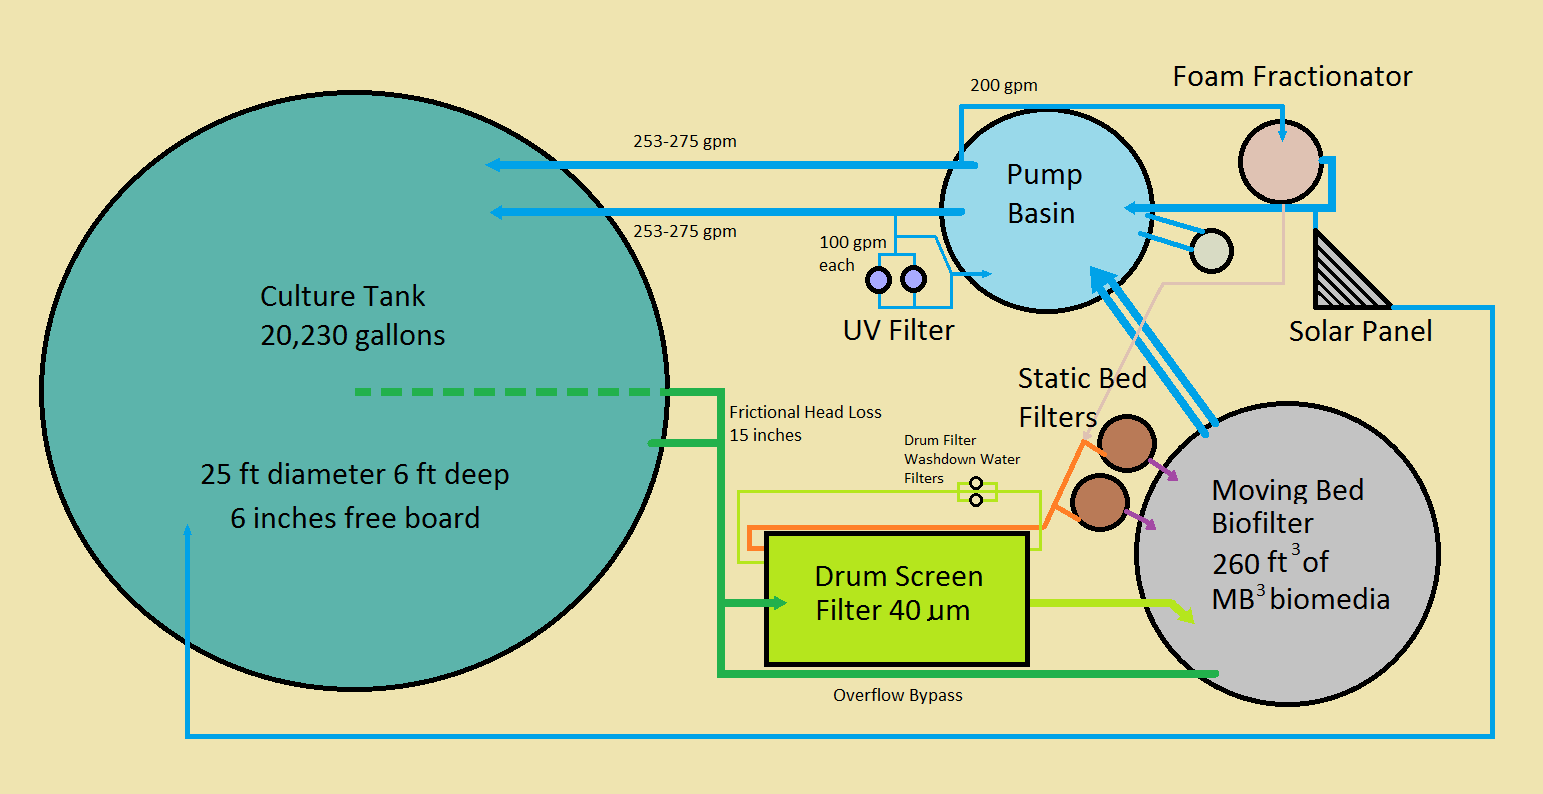 200 gpm
Foam Fractionator
253-275 gpm
Pump
Basin
253-275 gpm
100 gpm
each
UV Filter
Solar Panel
Culture Tank
20,230 gallons
Static Bed
Filters
Frictional Head Loss
15 inches
Drum Filter
Washdown Water
Filters
25 ft diameter 6 ft deep
6 inches free board
Moving Bed
Biofilter
260 ft³ of
MB³ biomedia
Drum Screen
Filter 40 µm
Overflow Bypass